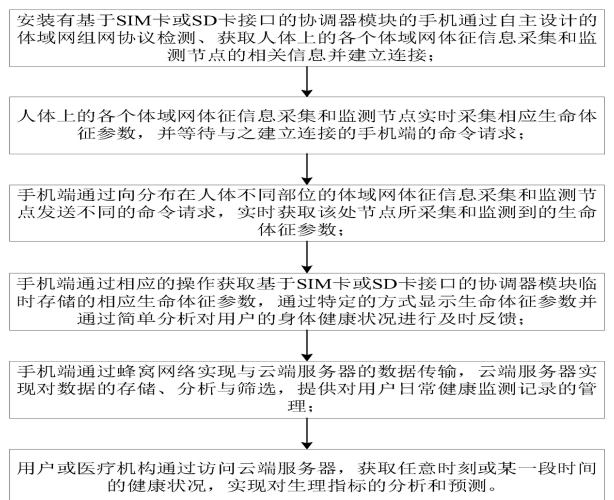 安装有基于SIM卡或SD卡接口的协调器模块的手机通过自主设计的
体域网组网协议检测、获取人体上的各个体域网体征信息采集和监
测节点的相关信息并建立连接;
人体上的各个体域网体征信息采集和监测节点实时采集相应生命体
征参数,并等待与之建立连接的手机端的命令请求;
手机端通过向分布在人体不同部位的体域网体征信息采集和监测节
点发送不同的命令请求,实时获取该处节点所采集和监测到的生命
体征参数;
手机端通过相应的操作获取基于SIM卡或SD卡接口的协调器模块临
时存储的相应生命体征参数,通过特定的方式显示生命体征参数并
通过简单分析对用户的身体健康状况进行及时反馈;
手机端通过蜂窝网络实现与云端服务器的数据传输,云端服务器实
现对数据的存储、分析与筛选,提供对用户日常健康监测记录的管
理;
用户或医疗机构通过访问云端服务器,获取任意时刻或某一段时间
的健康状况,实现对生理指标的分析和预测。